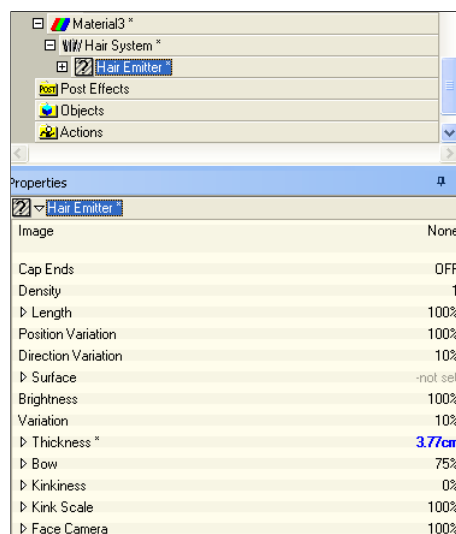 Material3 *
Hair System *
Hair Emitter *
POST Post Effects
Objects
Actions
Properties
Hair Emitter *
Image None
Cap Ends OFF
Density 1
Length 100%
Position Variation 100%
Direction Variation 10%
Surface -not set
Brightness 100%
Variation 10%
Thickness * 3.77cm
Bow 75%
Kinkiness 0%
Kink Scale 100%
Face Camera 100%